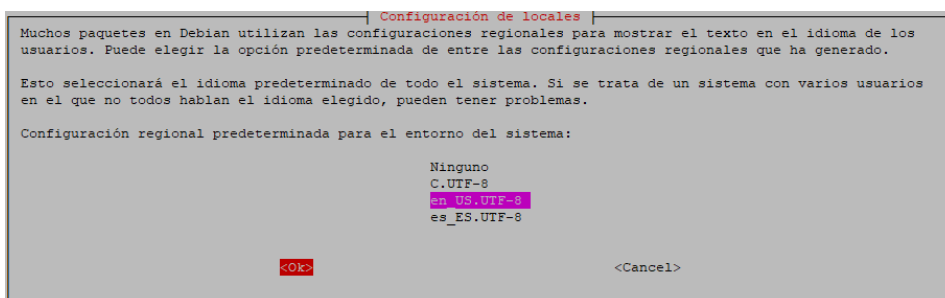 Configuración de locales
Muchos paquetes en Debian utilizan las configuraciones regionales para mostrar el texto en el idioma de los
usuarios. Puede elegir la opción predeterminada de entre las configuraciones regionales que ha generado.
Esto seleccionará el idioma predeterminado de todo el sistema. Si se trata de un sistema con varios usuarios
en el que no todos hablan el idioma elegido, pueden tener problemas.
Configuración regional predeterminada para el entorno del sistema:
Ninguno
C.UTF-8
en_US.UTF-8
es_ES.UTF-8
<Ok> <Cancel>